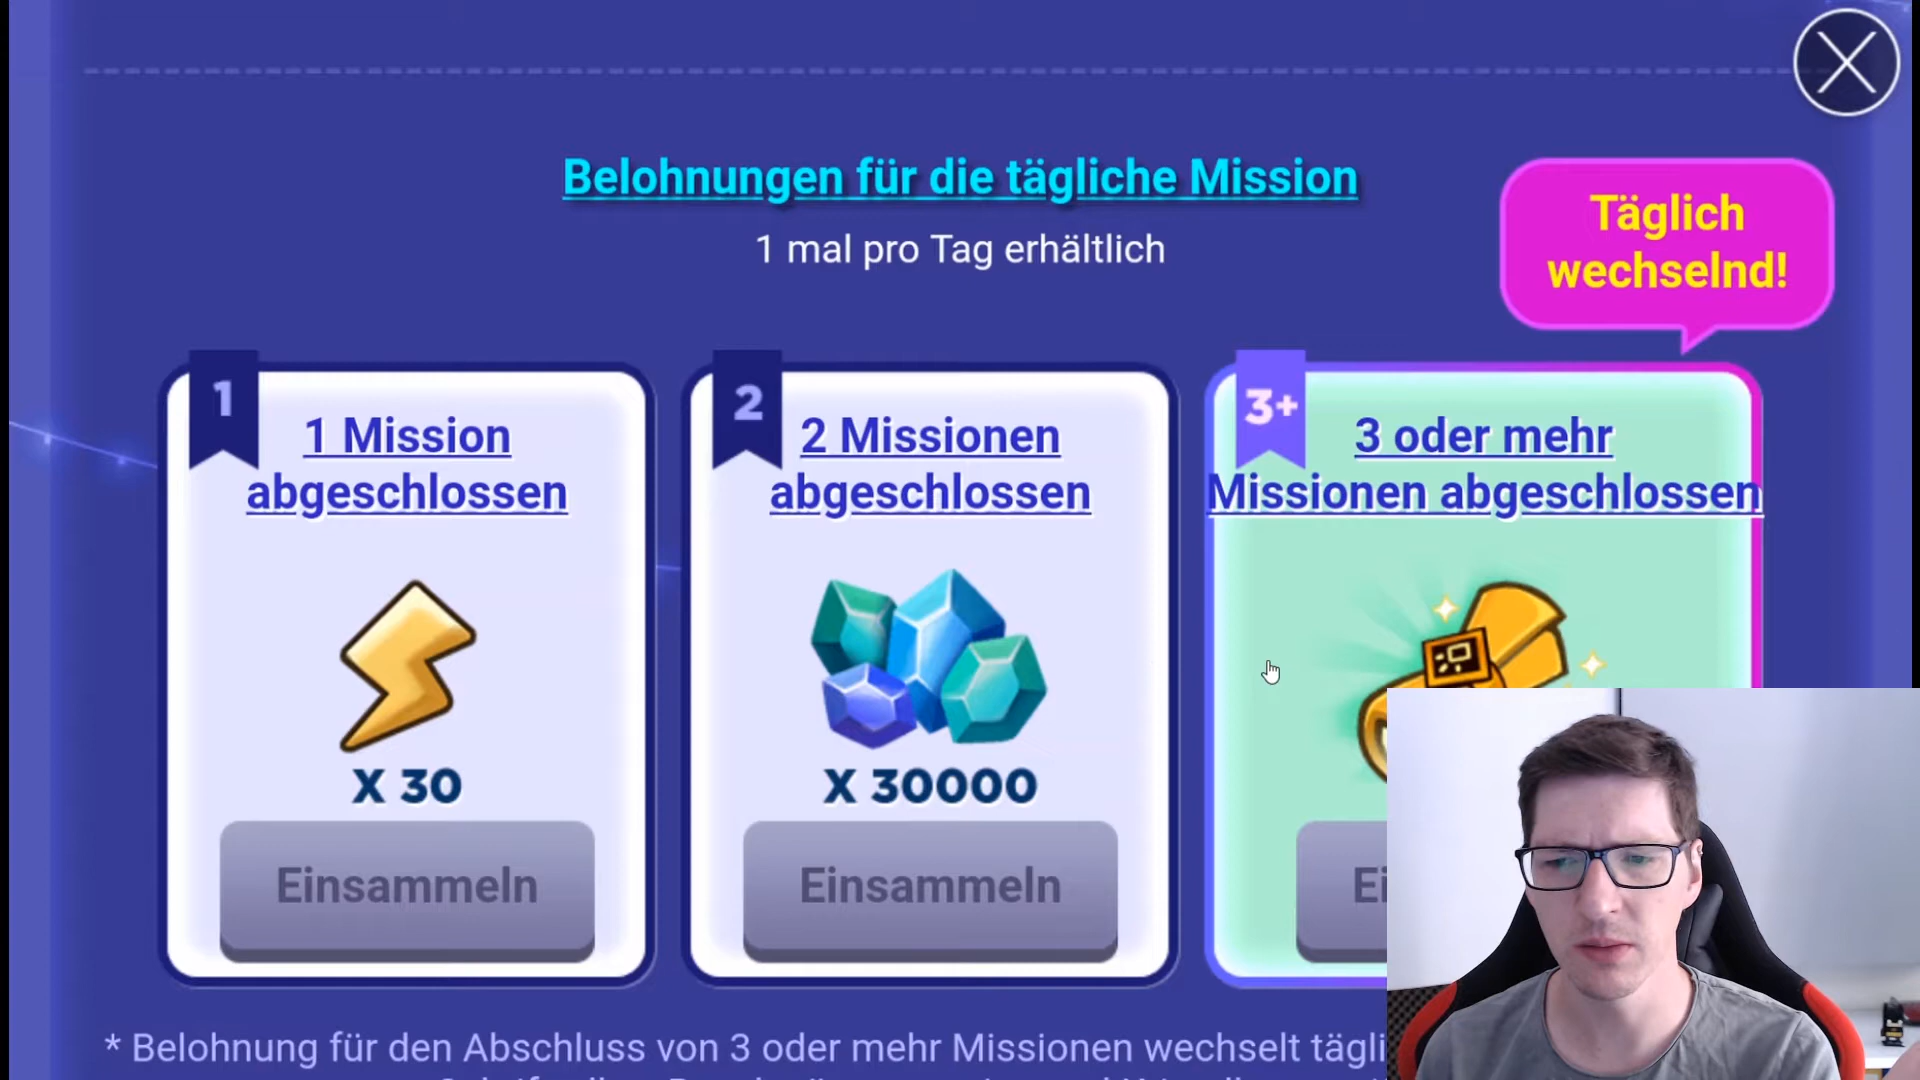 Belohnungen für die tägliche Mission
1 mal pro Tag erhältlich
Täglich
wechselnd!
1
1 Mission
abgeschlossen
X 30
Einsammeln
2
2 Missionen
abgeschlossen
X 30000
Einsammeln
3+
3 oder mehr
Missionen abgeschlossen
* Belohnung für den Abschluss von 3 oder mehr Missionen wechselt